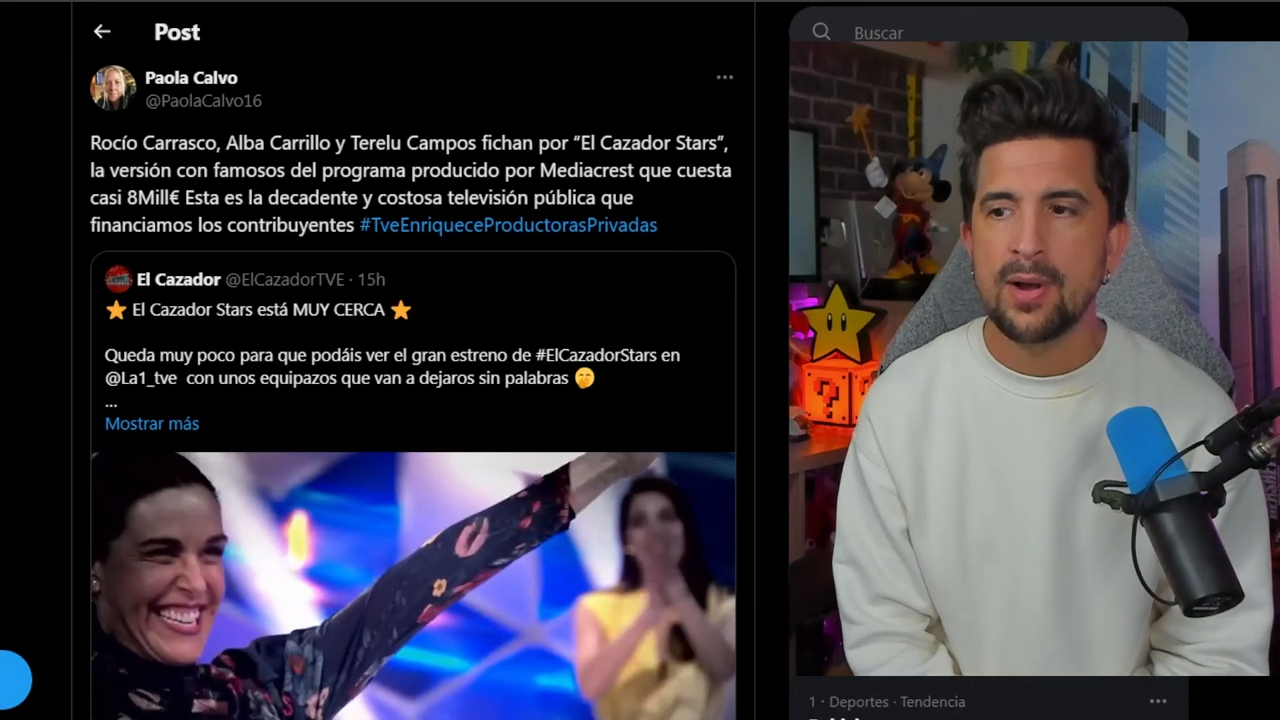 Post
Buscar
Paola Calvo
@PaolaCalvo16
Rocío Carrasco, Alba Carrillo y Terelu Campos fichan por “El Cazador Stars”,
la versión con famosos del programa producido por Mediacrest que cuesta
casi 8Mill€ Esta es la decadente y costosa televisión pública que
financiamos los contribuyentes #TveEnriqueceProductorasPrivadas
El Cazador @ElCazadorTVE · 15h
⭐ El Cazador Stars está MUY CERCA ⭐
Queda muy poco para que podáis ver el gran estreno de #ElCazadorStars en
@La1_tve con unos equipazos que van a dejaros sin palabras 🤭
...
Mostrar más
1 · Deportes · Tendencia